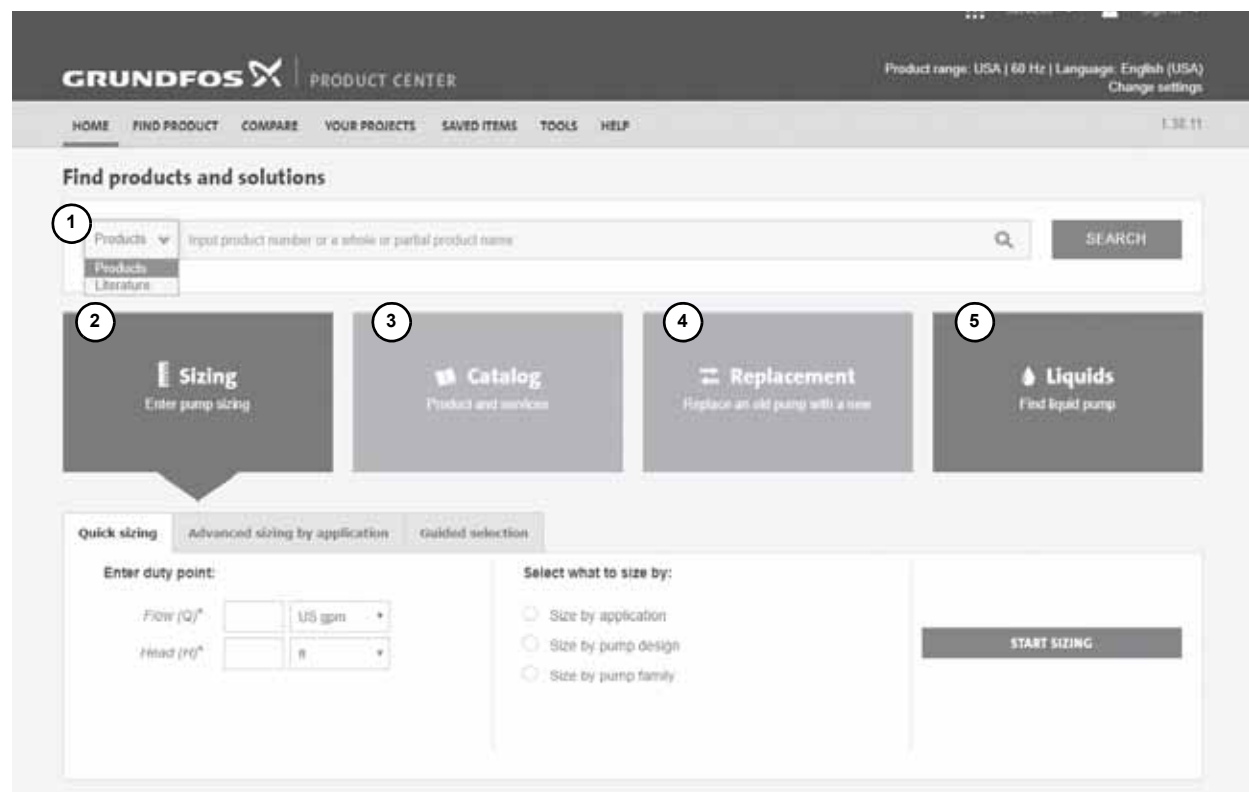 GRUNDFOS PRODUCT CENTER
Product range: USA | 60 Hz | Language: English (USA)
Change settings
HOME FIND PRODUCT COMPARE YOUR PROJECTS SAVED ITEMS TOOLS HELP
Find products and solutions
1
Products Input product number or a whole or partial product name SEARCH
Products
Literature
2 3 4 5
Sizing Catalog Replacement Liquids
Enter pump sizing Product and services Replace an old pump with a new Find liquid pump
Quick sizing Advanced sizing by application Guided selection
Enter duty point: Select what to size by:
Flow (Q)* US gpm Size by application
Head (H)* ft Size by pump design START SIZING
Size by pump family